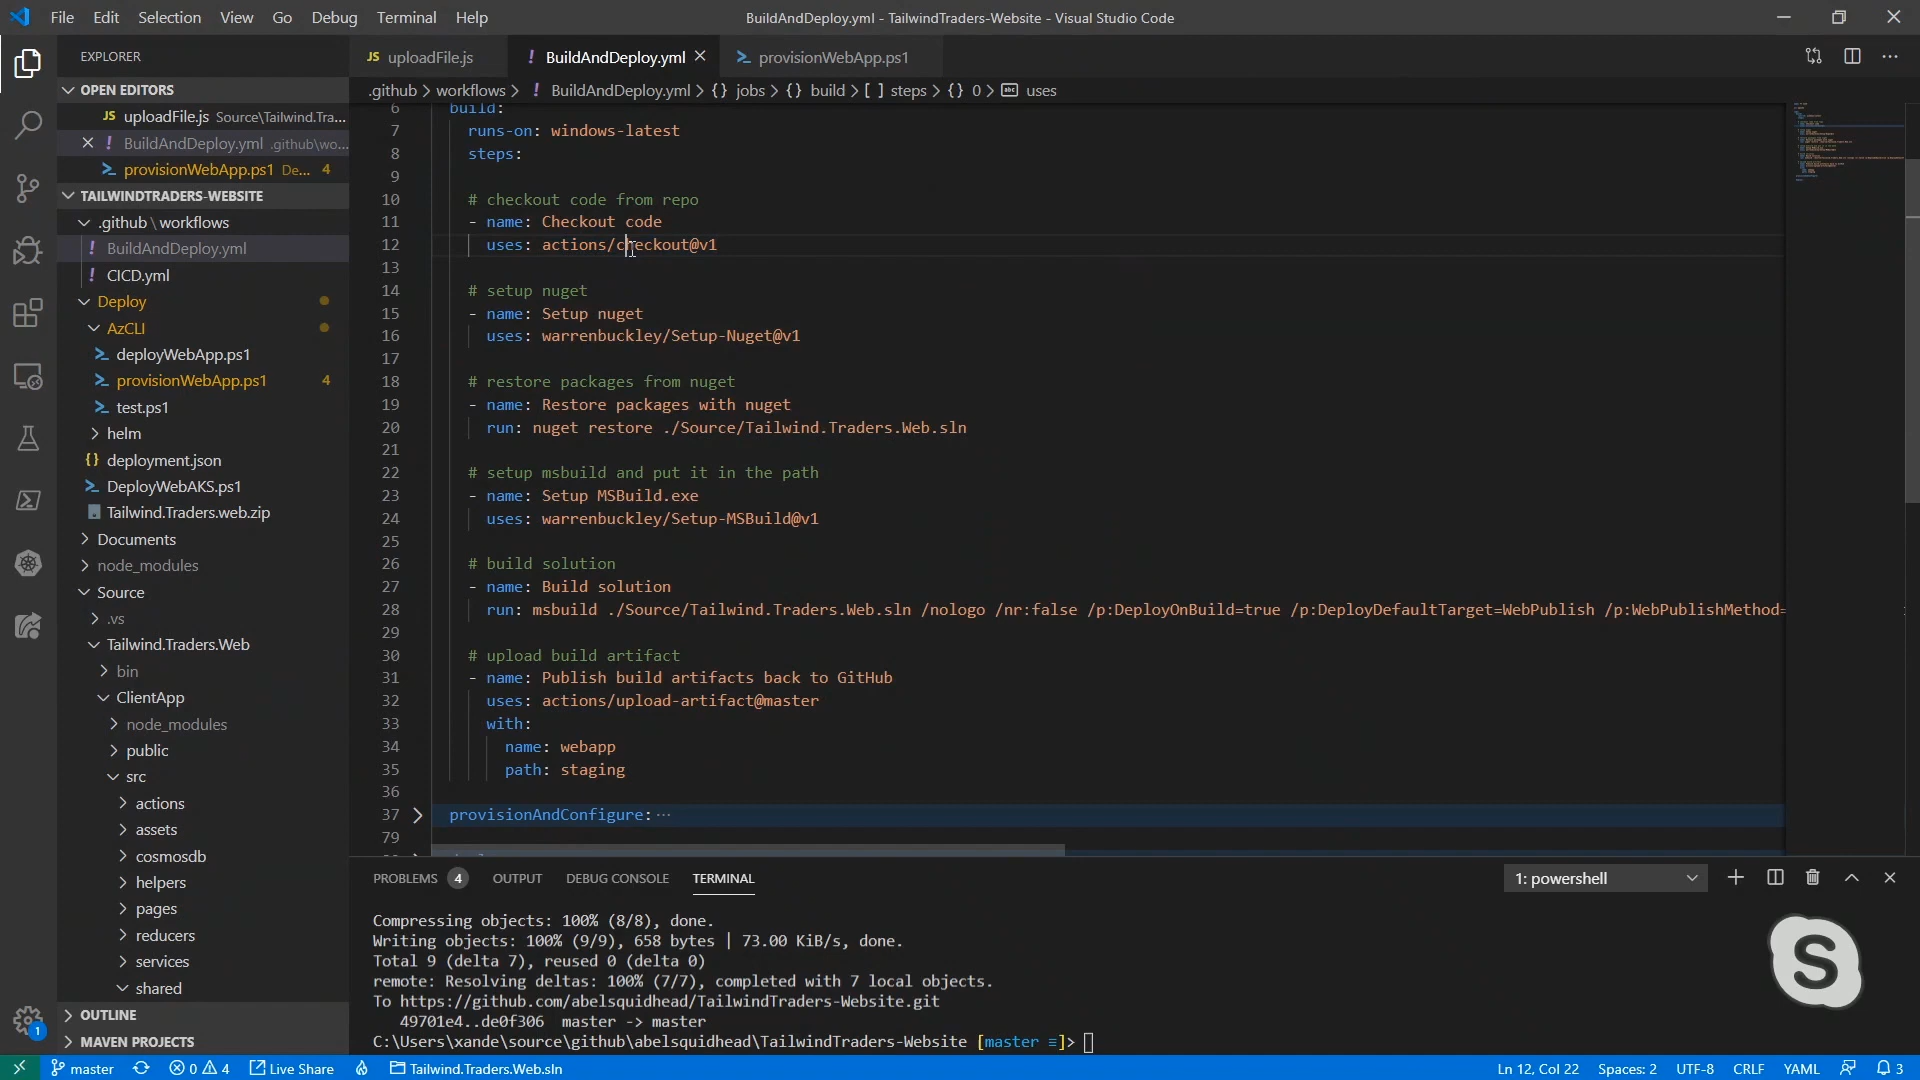 File Edit Selection View Go Debug Terminal Help
BuildAndDeploy.yml - TailwindTraders-Website - Visual Studio Code
EXPLORER
JS uploadFile.js
! BuildAndDeploy.yml
provisionWebApp.ps1
OPEN EDITORS
JS uploadFile.js Source\Tailwind.Tra...
! BuildAndDeploy.yml .github\wo...
provisionWebApp.ps1 De... 4
TAILWINDTRADERS-WEBSITE
.github \ workflows
! BuildAndDeploy.yml
! CICD.yml
Deploy
AzCLI
deployWebApp.ps1
provisionWebApp.ps1 4
test.ps1
helm
{} deployment.json
DeployWebAKS.ps1
Tailwind.Traders.web.zip
Documents
node_modules
Source
.vs
Tailwind.Traders.Web
bin
ClientApp
node_modules
public
src
actions
assets
cosmosdb
helpers
pages
reducers
services
shared
OUTLINE
MAVEN PROJECTS
1
.github > workflows > ! BuildAndDeploy.yml > {} jobs > {} build > [ ] steps > {} 0 > abc uses
6 build:
7 runs-on: windows-latest
8 steps:
9
10 # checkout code from repo
11 - name: Checkout code
12 uses: actions/checkout@v1
13
14 # setup nuget
15 - name: Setup nuget
16 uses: warrenbuckley/Setup-Nuget@v1
17
18 # restore packages from nuget
19 - name: Restore packages with nuget
20 run: nuget restore ./Source/Tailwind.Traders.Web.sln
21
22 # setup msbuild and put it in the path
23 - name: Setup MSBuild.exe
24 uses: warrenbuckley/Setup-MSBuild@v1
25
26 # build solution
27 - name: Build solution
28 run: msbuild ./Source/Tailwind.Traders.Web.sln /nologo /nr:false /p:DeployOnBuild=true /p:DeployDefaultTarget=WebPublish /p:WebPublishMethod=
29
30 # upload build artifact
31 - name: Publish build artifacts back to GitHub
32 uses: actions/upload-artifact@master
33 with:
34 name: webapp
35 path: staging
36
37 provisionAndConfigure: ...
79
PROBLEMS 4 OUTPUT DEBUG CONSOLE TERMINAL
1: powershell
Compressing objects: 100% (8/8), done.
Writing objects: 100% (9/9), 658 bytes | 73.00 KiB/s, done.
Total 9 (delta 7), reused 0 (delta 0)
remote: Resolving deltas: 100% (7/7), completed with 7 local objects.
To https://github.com/abelsquidhead/TailwindTraders-Website.git
49701e4..de0f306 master -> master
C:\Users\xande\source\github\abelsquidhead\TailwindTraders-Website [master ≡]>
S
master 0 4 Live Share Tailwind.Traders.Web.sln
Ln 12, Col 22 Spaces: 2 UTF-8 CRLF YAML 3